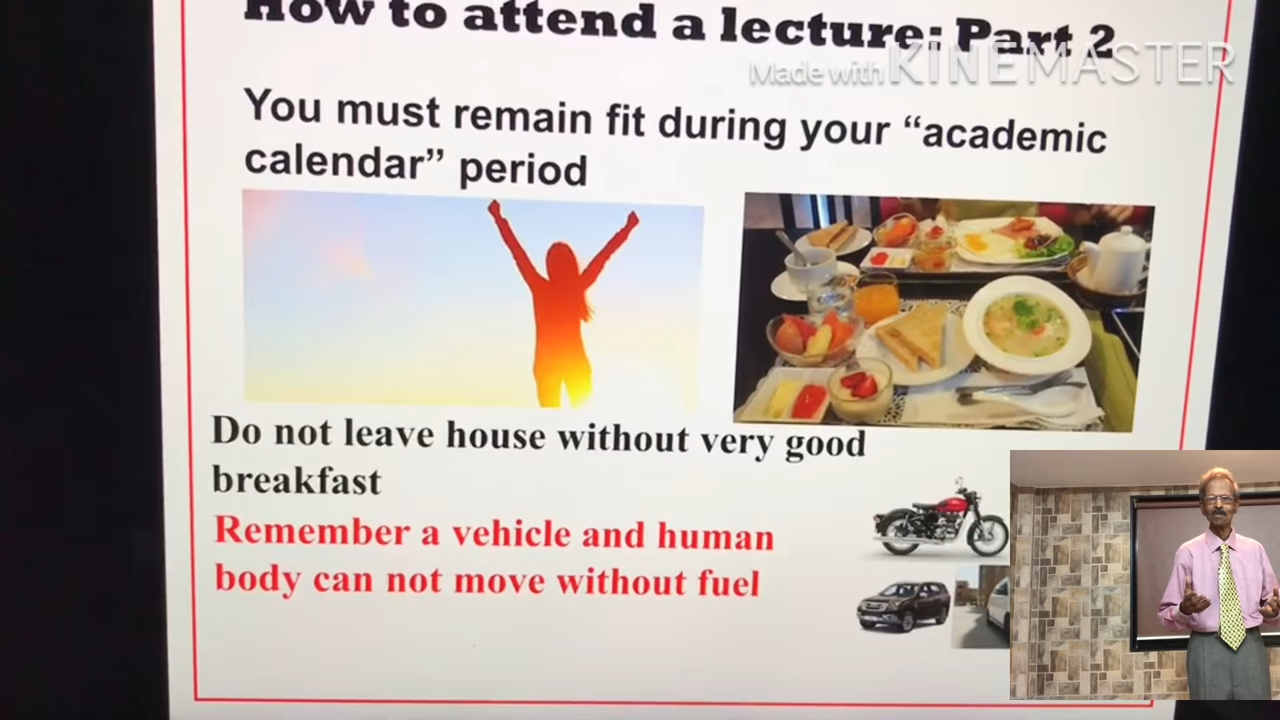 How to attend a lecture: Part 2
Made with KINEMASTER
You must remain fit during your “academic
calendar” period
Do not leave house without very good
breakfast
Remember a vehicle and human
body can not move without fuel